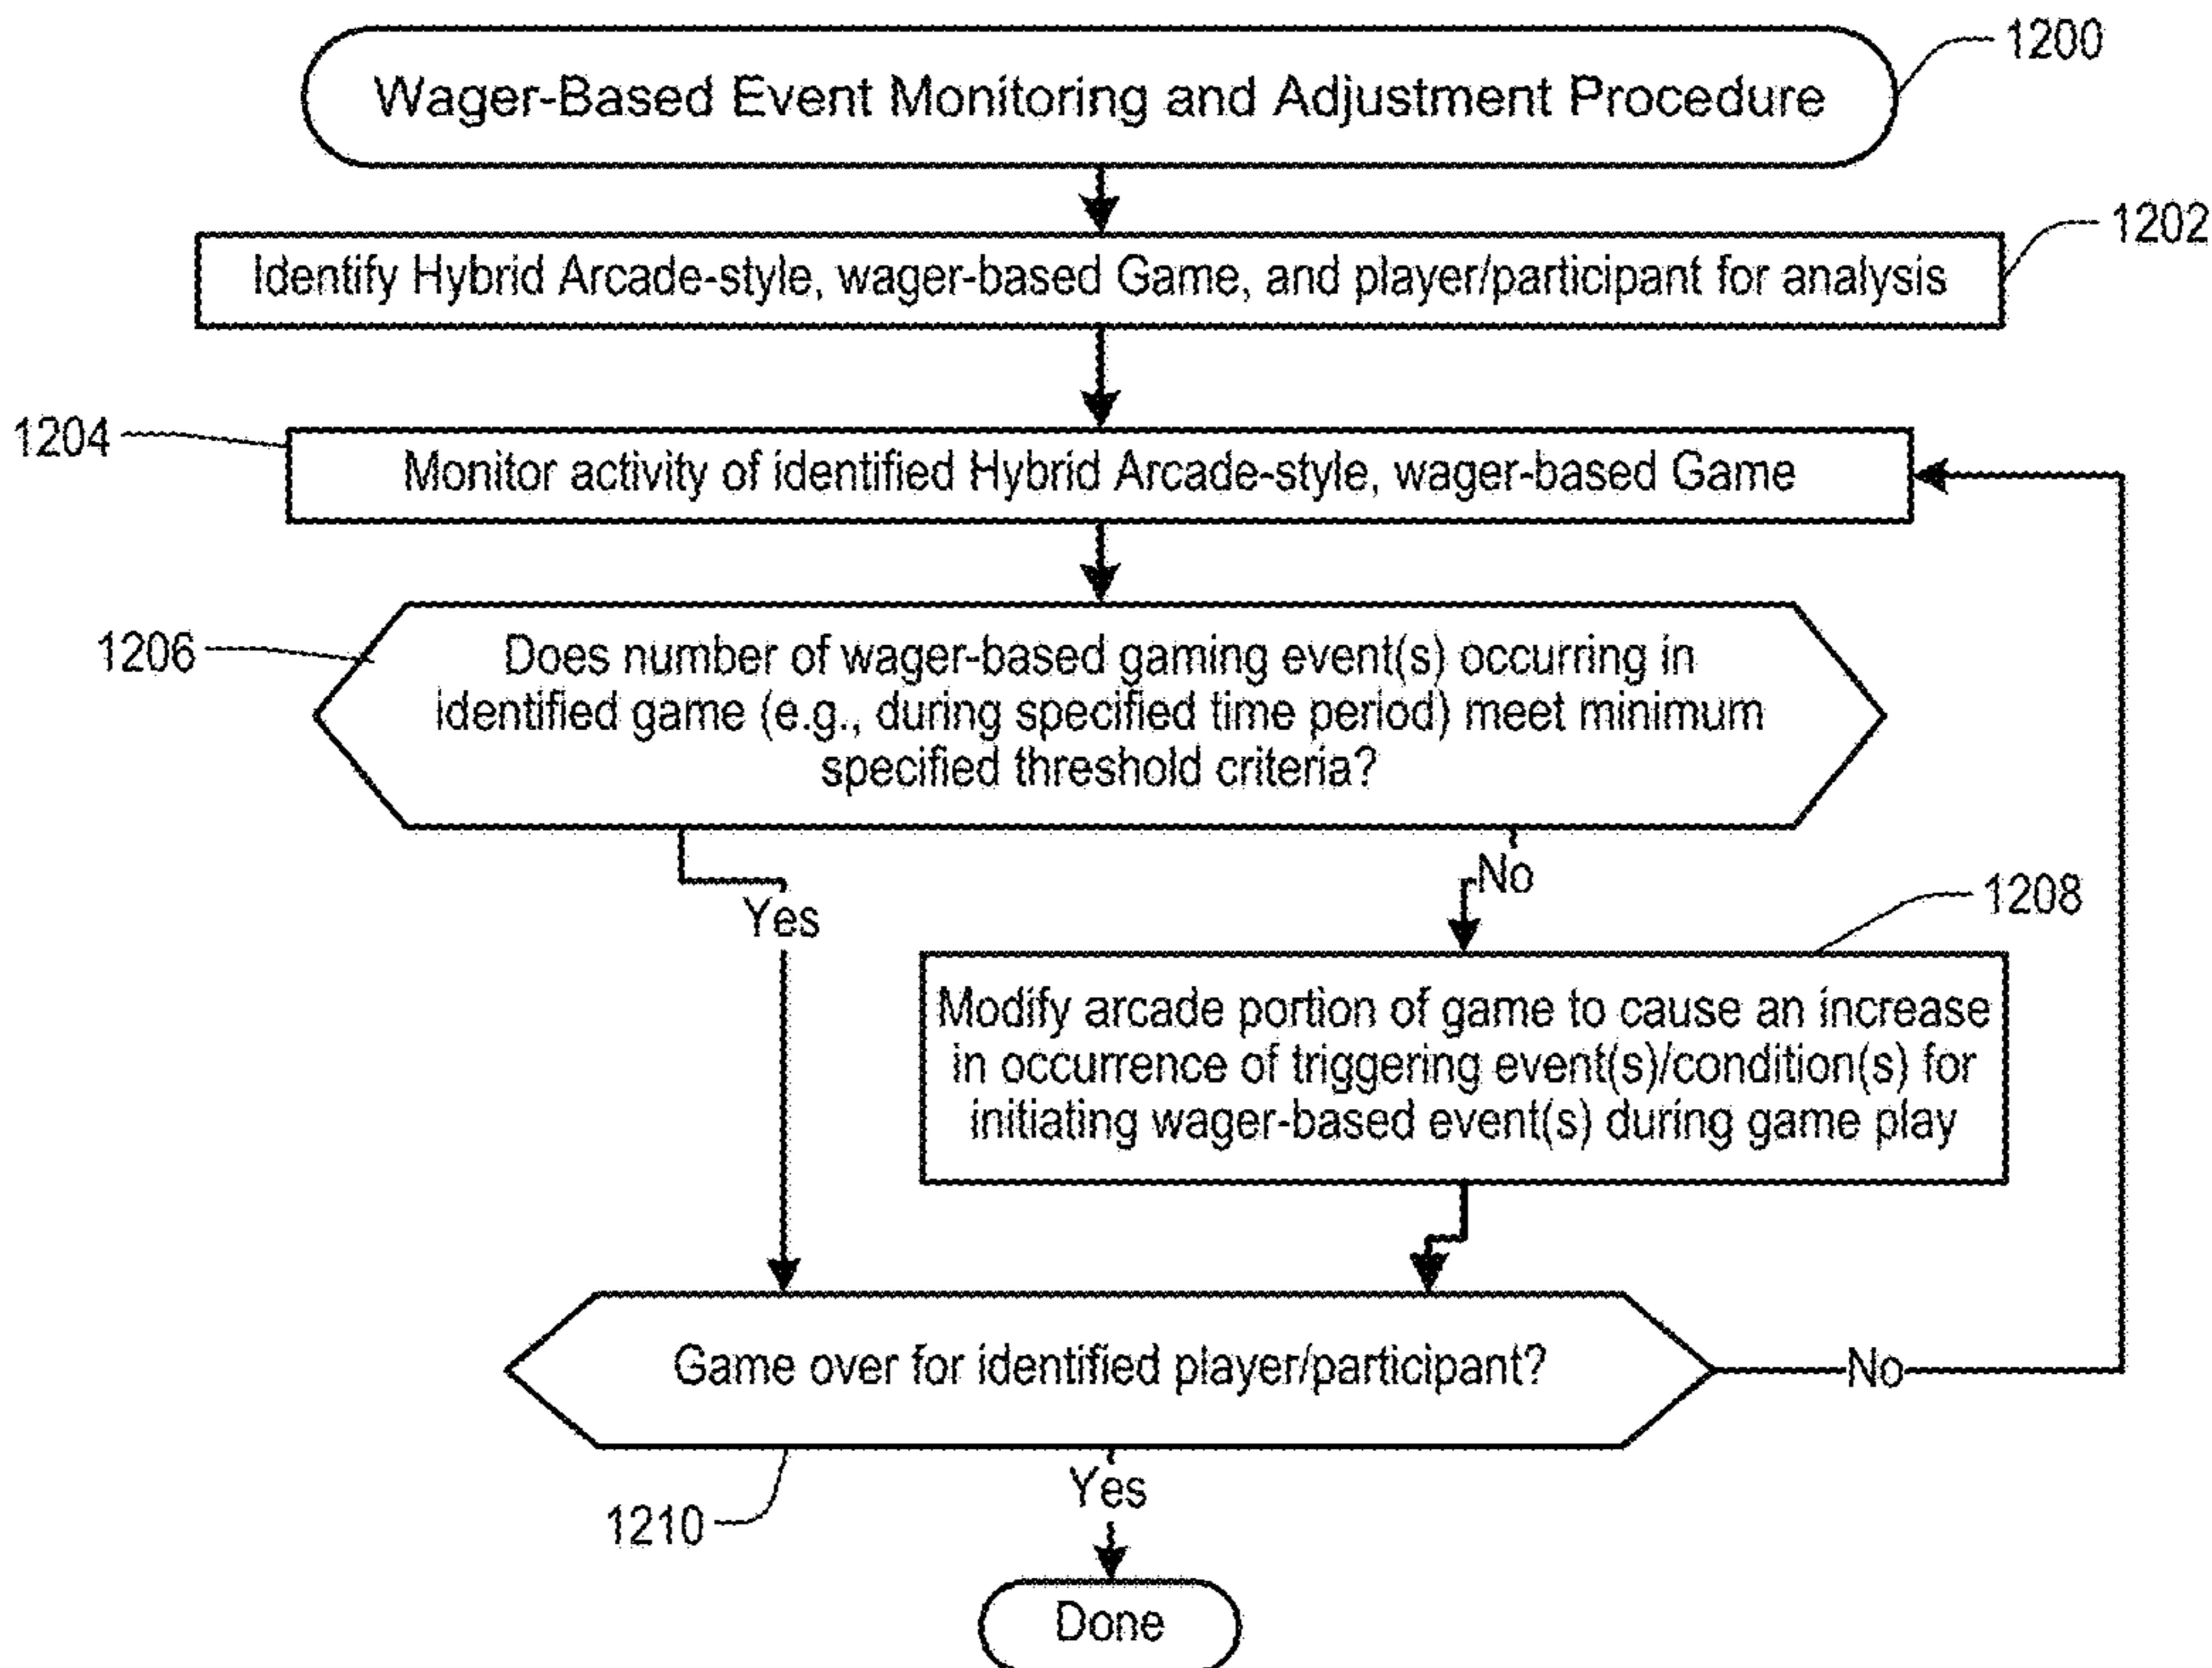 1200
Wager-Based Event Monitoring and Adjustment Procedure
1202
Identify Hybrid Arcade-style, wager-based Game, and player/participant for analysis
1204
Monitor activity of identified Hybrid Arcade-style, wager-based Game
1206
Does number of wager-based gaming event(s) occurring in
identified game (e.g., during specified time period) meet minimum
specified threshold criteria?
Yes
No
1208
Modify arcade portion of game to cause an increase
in occurrence of triggering event(s)/condition(s) for
initiating wager-based event(s) during game play
Game over for identified player/participant?
No
1210
Yes
Done